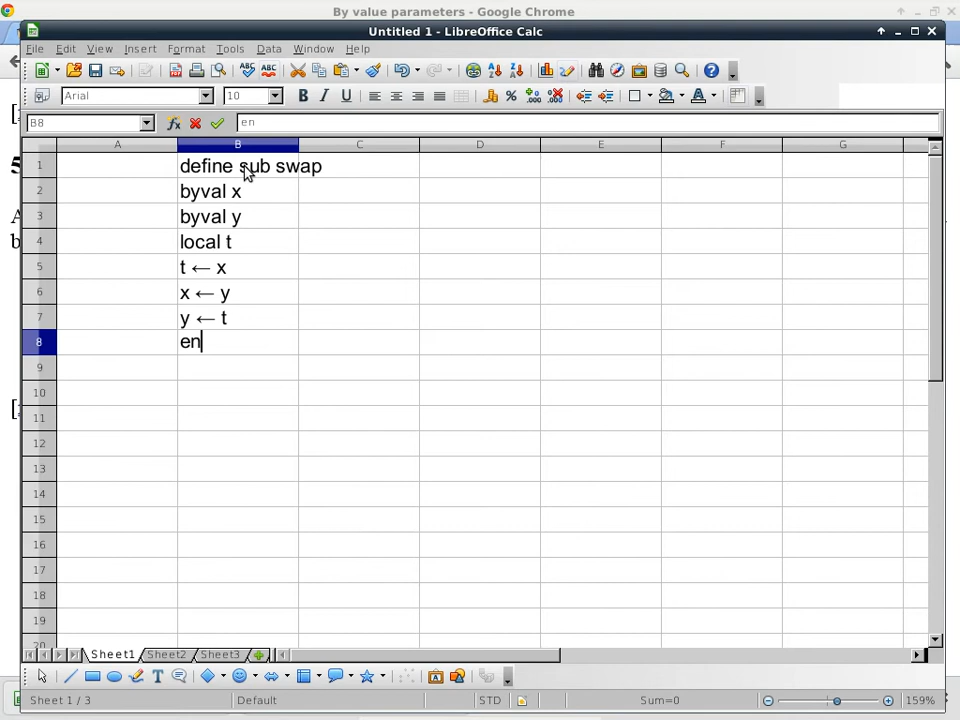 By value parameters - Google Chrome
Untitled 1 - LibreOffice Calc
File Edit View Insert Format Tools Data Window Help
Arial 10
B8 en
A B C D E F G
1 define sub swap
2 byval x
3 byval y
4 local t
5 t ← x
6 x ← y
7 y ← t
8 en
9
10
11
12
13
14
15
16
17
18
19
20
Sheet1 Sheet2 Sheet3
Sheet 1 / 3 Default STD Sum=0 159%